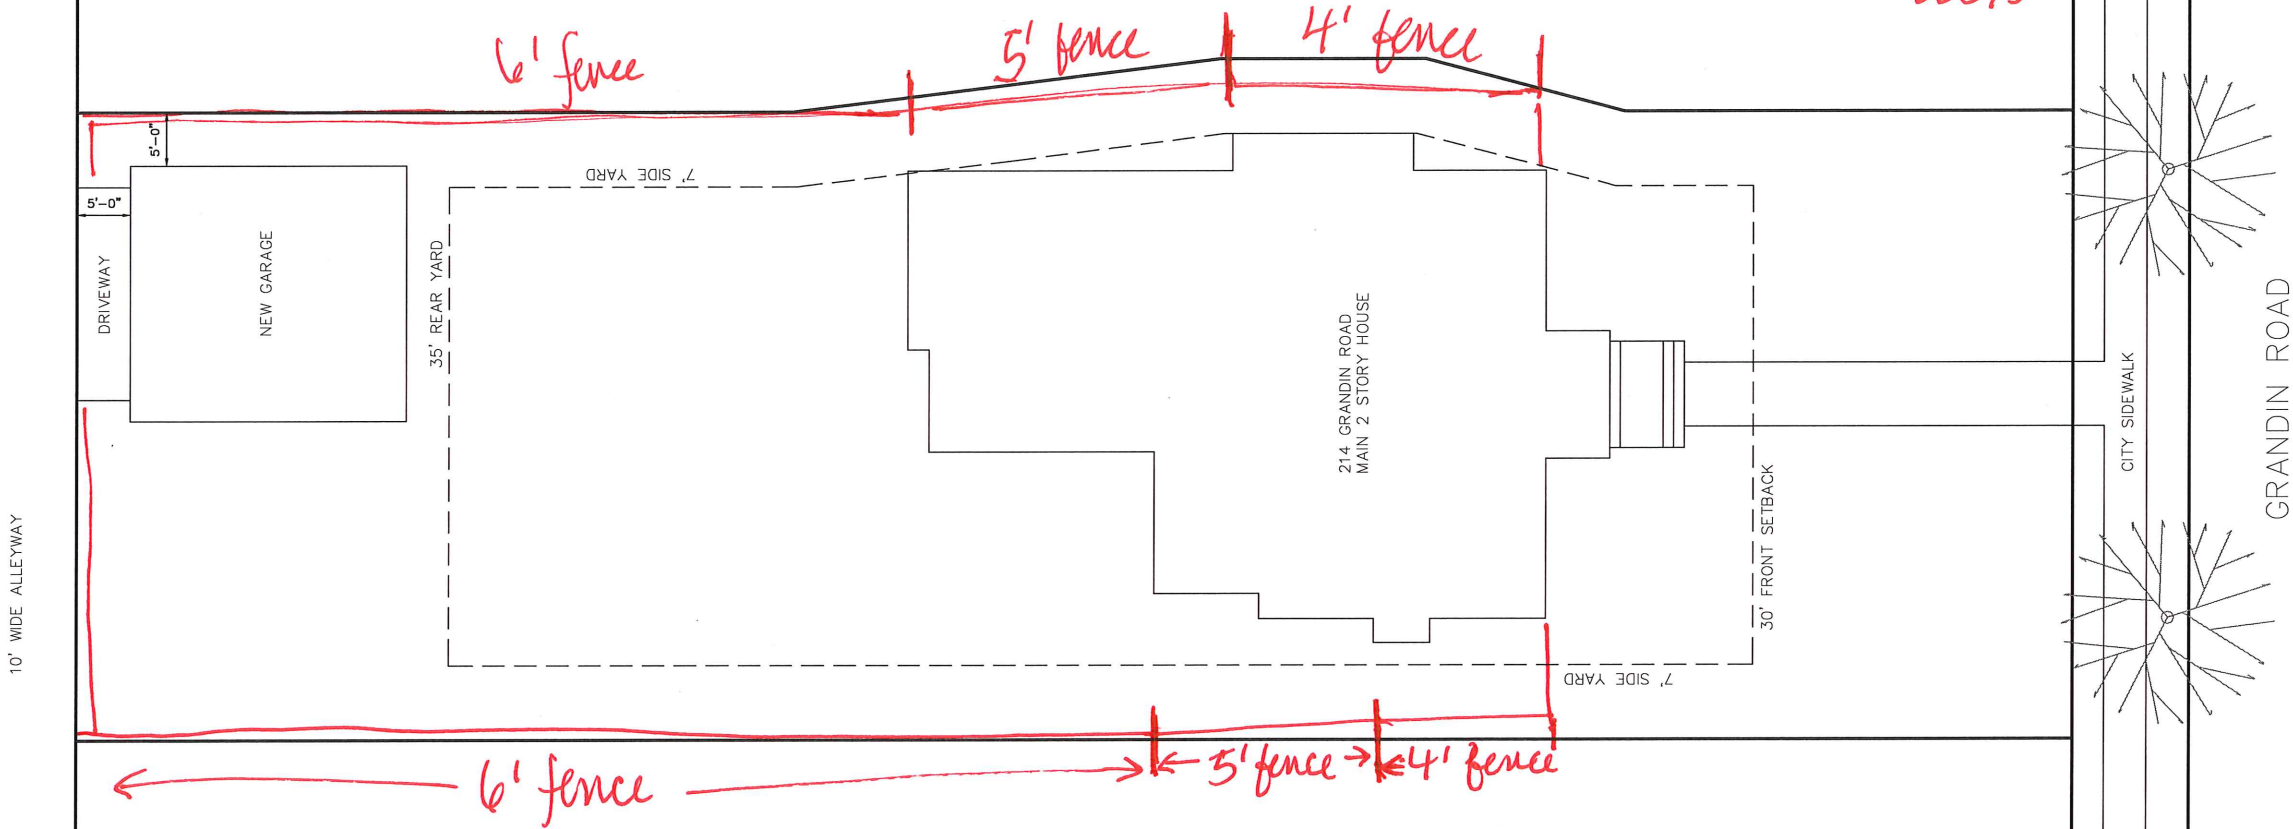 6' fence
5' fence
4' fence
5'-0"
7' SIDE YARD
5'-0"
DRIVEWAY
NEW GARAGE
35' REAR YARD
214 GRANDIN ROAD
MAIN 2 STORY HOUSE
30' FRONT SETBACK
CITY SIDEWALK
GRANDIN ROAD
10' WIDE ALLEYWAY
7' SIDE YARD
6' fence
5' fence
4' fence